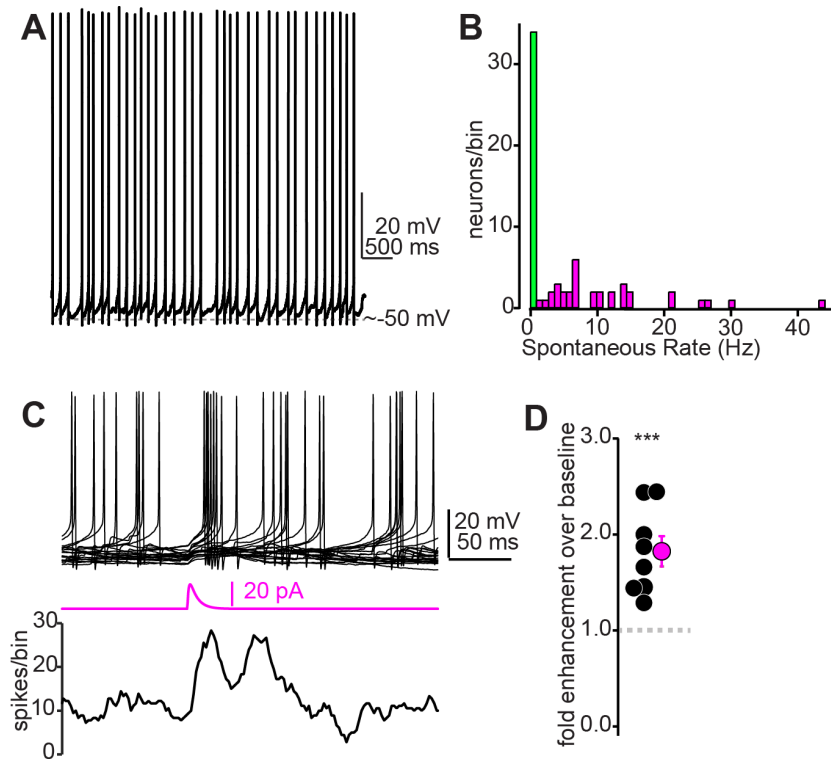 A
20 mV
500 ms
~-50 mV
B
neurons/bin
30
20
10
0
0
10
20
30
40
Spontaneous Rate (Hz)
C
20 mV
50 ms
20 pA
spikes/bin
30
20
10
0
D
fold enhancement over baseline
***
3.0
2.0
1.0
0.0